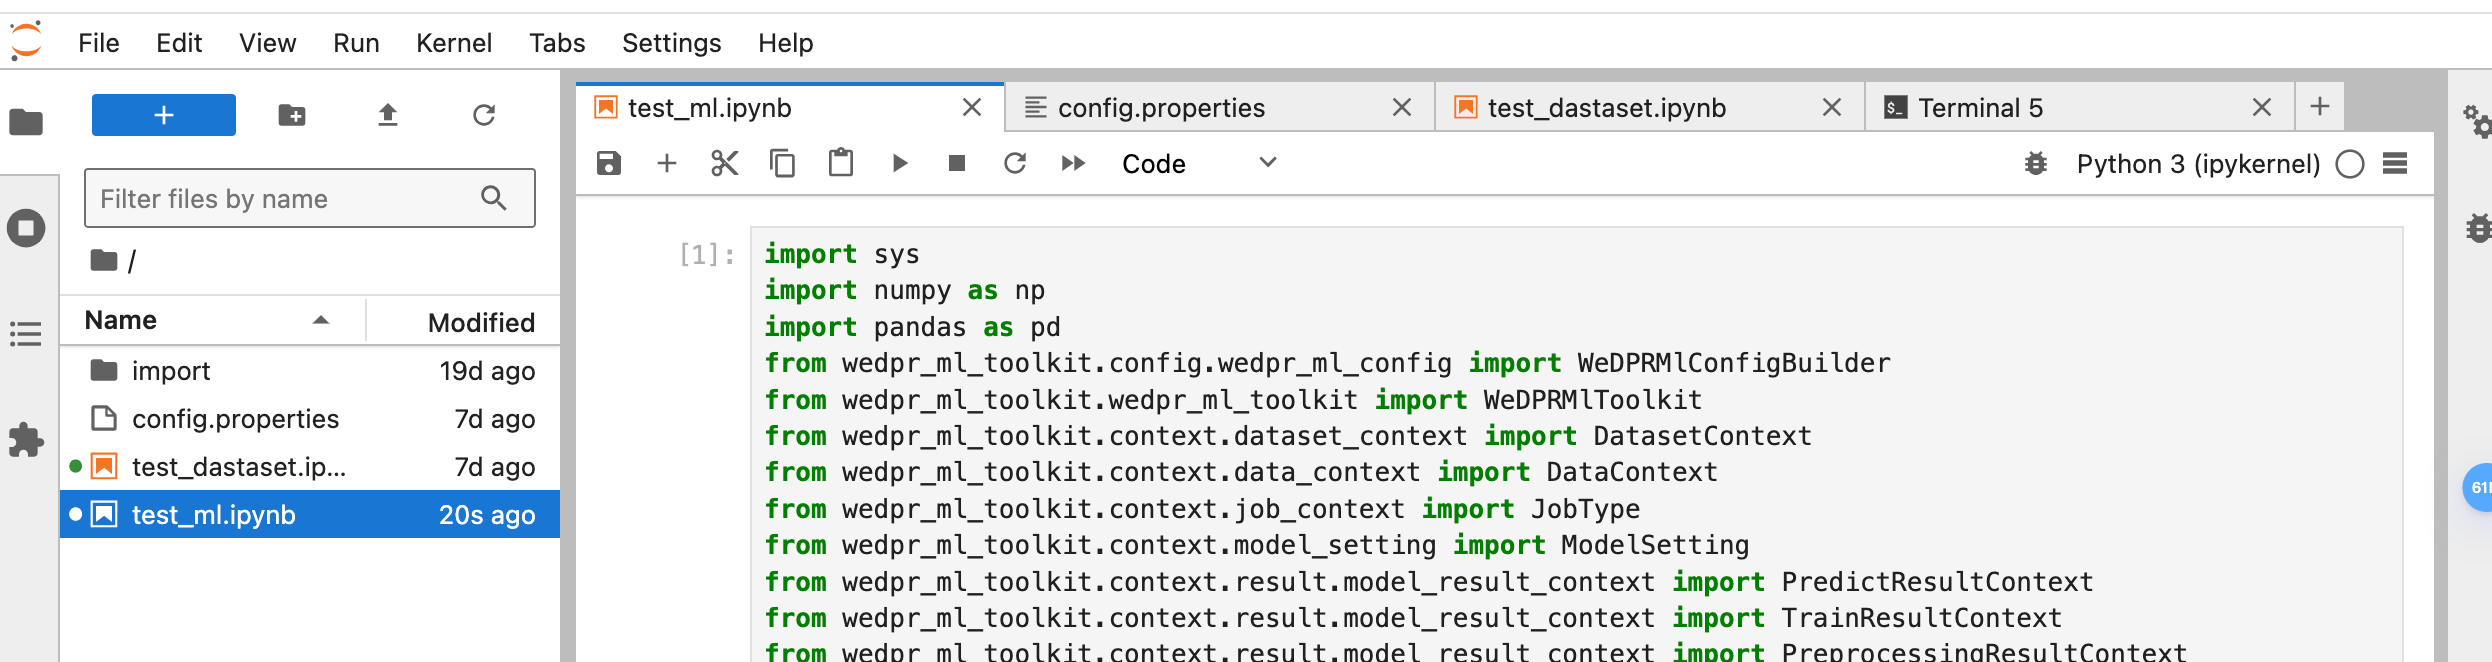 File Edit View Run Kernel Tabs Settings Help
+
Filter files by name
/
Name Modified
import 19d ago
config.properties 7d ago
test_dastaset.ip... 7d ago
test_ml.ipynb 20s ago
test_ml.ipynb config.properties test_dastaset.ipynb $_ Terminal 5
Code Python 3 (ipykernel)
[1]:
import sys
import numpy as np
import pandas as pd
from wedpr_ml_toolkit.config.wedpr_ml_config import WeDPRMlConfigBuilder
from wedpr_ml_toolkit.wedpr_ml_toolkit import WeDPRMlToolkit
from wedpr_ml_toolkit.context.dataset_context import DatasetContext
from wedpr_ml_toolkit.context.data_context import DataContext
from wedpr_ml_toolkit.context.job_context import JobType
from wedpr_ml_toolkit.context.model_setting import ModelSetting
from wedpr_ml_toolkit.context.result.model_result_context import PredictResultContext
from wedpr_ml_toolkit.context.result.model_result_context import TrainResultContext
from wedpr_ml_toolkit.context.result.model_result_context import PreprocessingResultContext